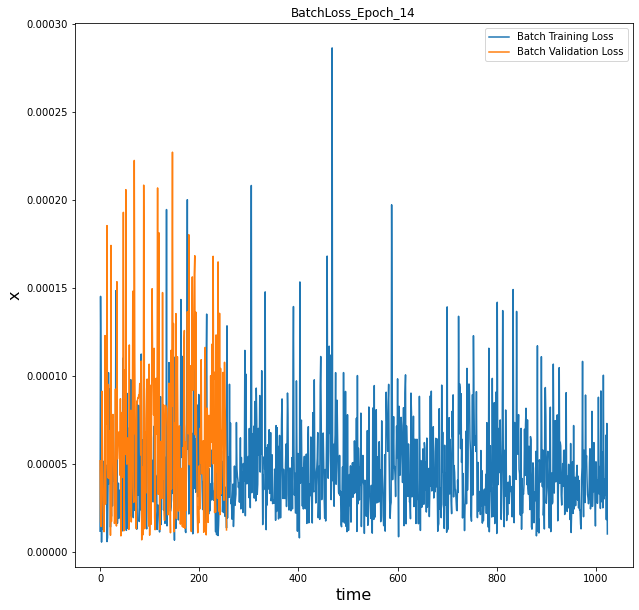 BatchLoss_Epoch_14
Batch Training Loss
Batch Validation Loss
0.00030
0.00025
0.00020
0.00015
0.00010
0.00005
0.00000
x
0 200 400 600 800 1000
time